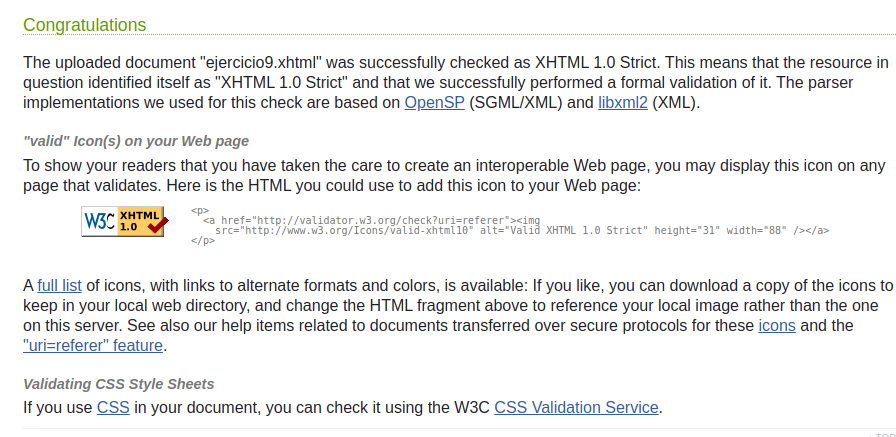 Congratulations
The uploaded document "ejercicio9.xhtml" was successfully checked as XHTML 1.0 Strict. This means that the resource in
question identified itself as "XHTML 1.0 Strict" and that we successfully performed a formal validation of it. The parser
implementations we used for this check are based on OpenSP (SGML/XML) and libxml2 (XML).
"valid" Icon(s) on your Web page
To show your readers that you have taken the care to create an interoperable Web page, you may display this icon on any
page that validates. Here is the HTML you could use to add this icon to your Web page:
W3C XHTML 1.0
<p>
<a href="http://validator.w3.org/check?uri=referer"><img
src="http://www.w3.org/Icons/valid-xhtml10" alt="Valid XHTML 1.0 Strict" height="31" width="88" /></a>
</p>
A full list of icons, with links to alternate formats and colors, is available: If you like, you can download a copy of the icons to
keep in your local web directory, and change the HTML fragment above to reference your local image rather than the one
on this server. See also our help items related to documents transferred over secure protocols for these icons and the
"uri=referer" feature.
Validating CSS Style Sheets
If you use CSS in your document, you can check it using the W3C CSS Validation Service.